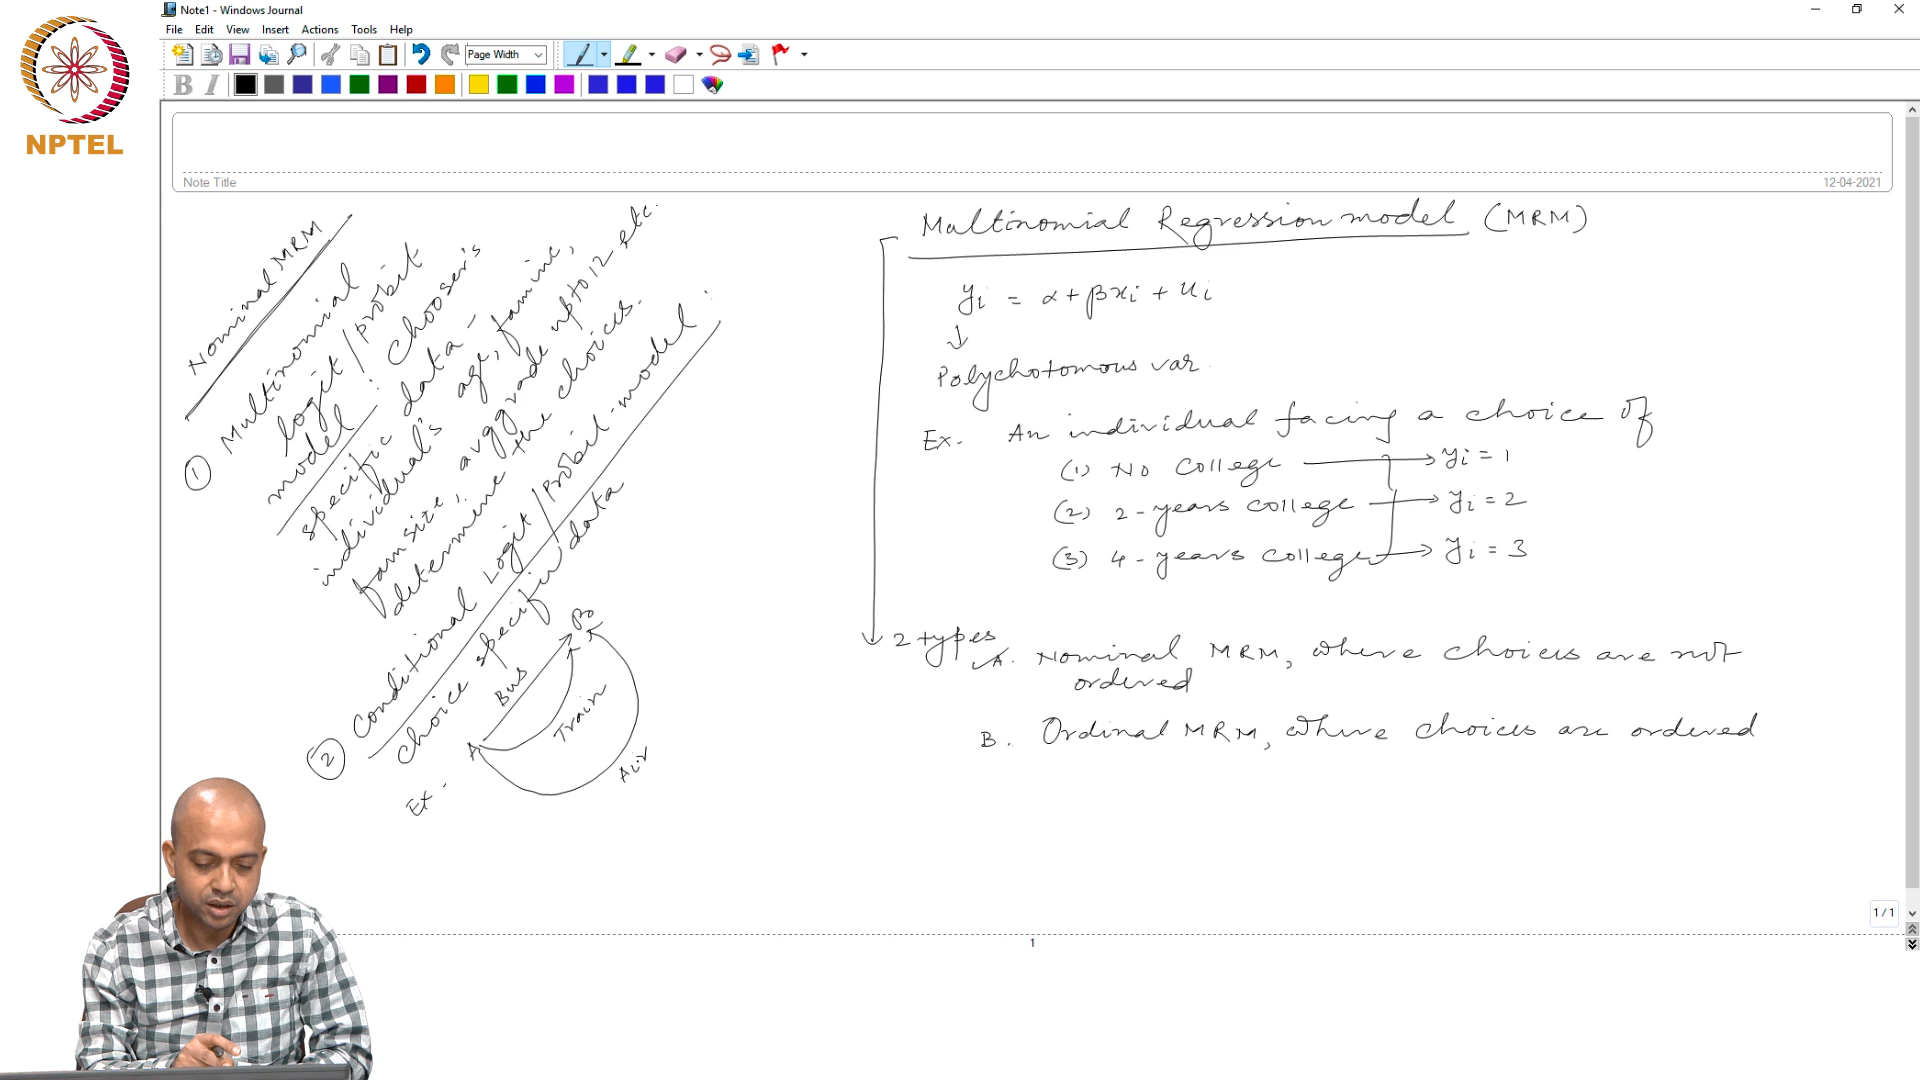 Note1 - Windows Journal
File Edit View Insert Actions Tools Help
Page Width
B I
NPTEL
Note Title
12-04-2021
Multinomial Regression model (MRM)
yi = α + βxi + ui
Polychotomous var.
Ex. An individual facing a choice of
(1) No college → yi = 1
(2) 2-years college → yi = 2
(3) 4-years college → yi = 3
2 types
A. Nominal MRM, where choices are not
ordered
B. Ordinal MRM, where choices are ordered
Nominal MRM
① Multinomial
logit/probit
model : Chooser's
specific data -
individual's age, famine,
famsize, avggrade upto 12 etc.
determine the choices.
② Conditional Logit/Probit-model:
choice specific data
Ex -
A
Bus
Train
Air
1
1 / 1